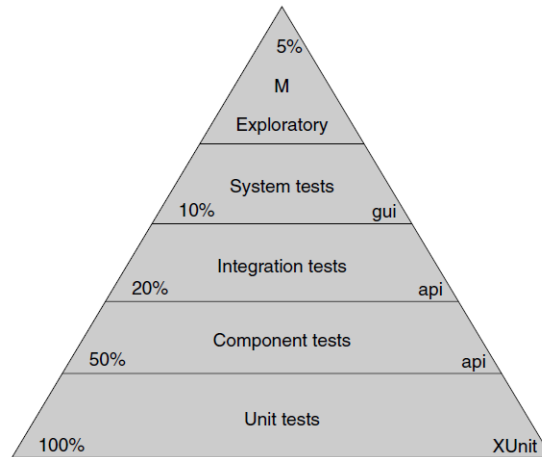 5%
M
Exploratory
System tests
10% gui
Integration tests
20% api
Component tests
50% api
Unit tests
100% XUnit